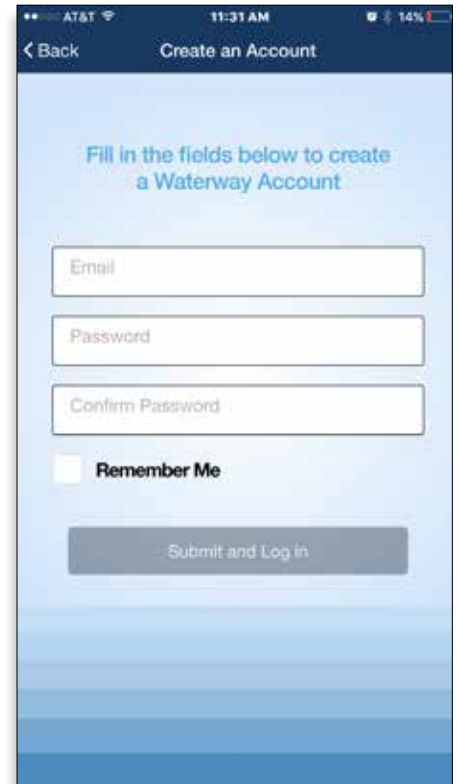 AT&T 11:31 AM 14%
Back Create an Account
Fill in the fields below to create
a Waterway Account
Email
Password
Confirm Password
Remember Me
Submit and Log in